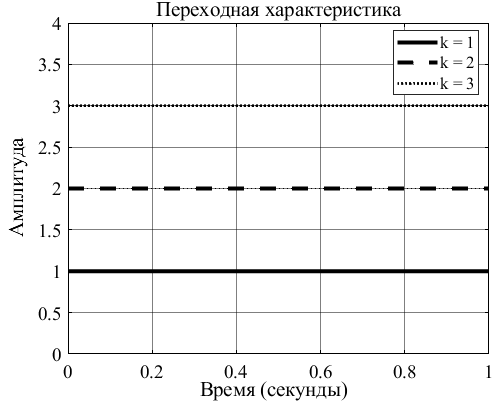 Переходная характеристика
4
3.5
3
2.5
2
1.5
1
0.5
0
Амплитуда
k = 1
k = 2
k = 3
0 0.2 0.4 0.6 0.8 1
Время (секунды)